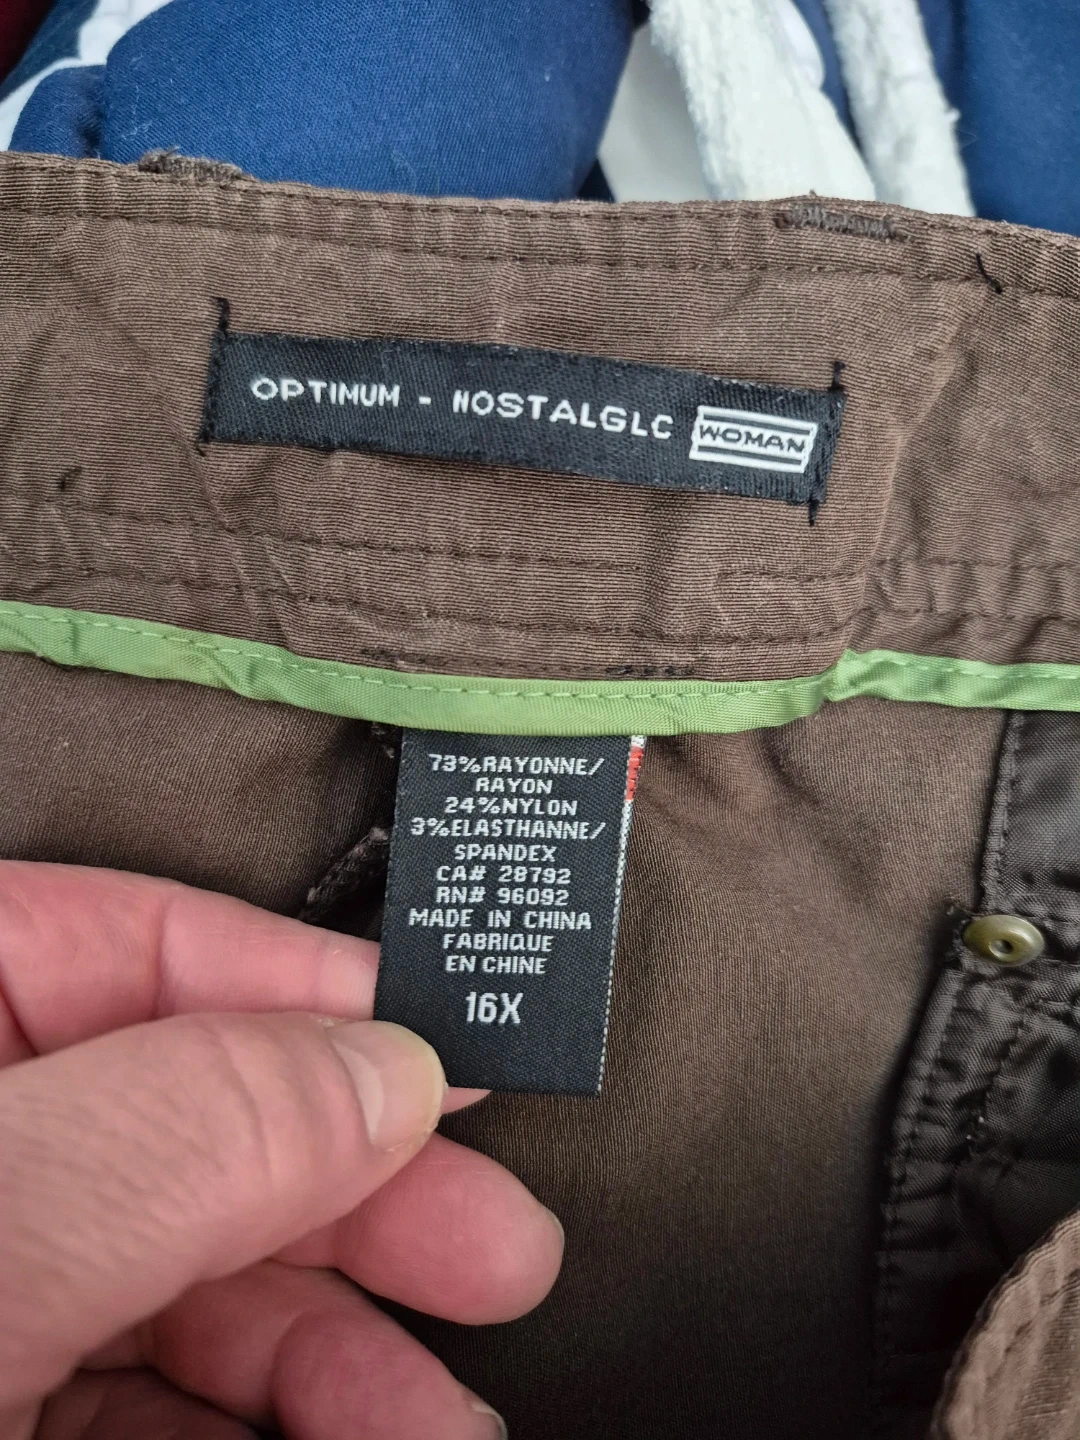 OPTIMUM - NOSTALGLC WOMAN
73%RAYONNE/
RAYON
24%NYLON
3%ELASTHANNE/
SPANDEX
CA# 28792
RN# 96092
MADE IN CHINA
FABRIQUE
EN CHINE
16X